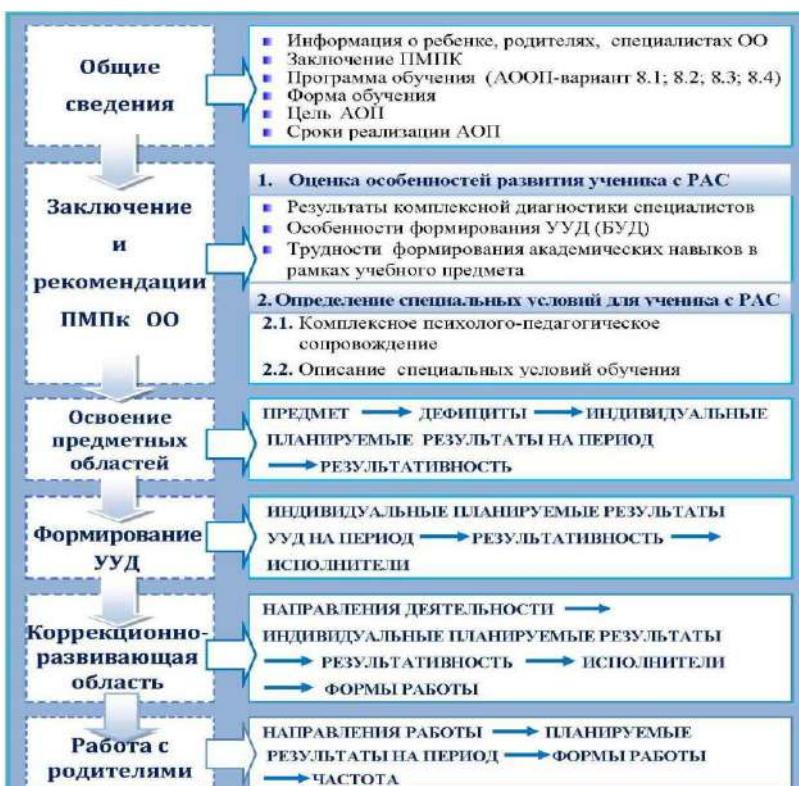 Общие
сведения
Информация о ребенке, родителях, специалистах ОО
Заключение ПМПК
Программа обучения (АООП-вариант 8.1; 8.2; 8.3; 8.4)
Форма обучения
Цель АОП
Сроки реализации АОП
Заключение
и
рекомендации
ПМПк ОО
1. Оценка особенностей развития ученика с РАС
Результаты комплексной диагностики специалистов
Особенности формирования УУД (БУД)
Трудности формирования академических навыков в
рамках учебного предмета
2. Определение специальных условий для ученика с РАС
2.1. Комплексное психолого-педагогическое
сопровождение
2.2. Описание специальных условий обучения
Освоение
предметных
областей
ПРЕДМЕТ → ДЕФИЦИТЫ → ИНДИВИДУАЛЬНЫЕ
ПЛАНИРУЕМЫЕ РЕЗУЛЬТАТЫ НА ПЕРИОД
→ РЕЗУЛЬТАТИВНОСТЬ
Формирование
УУД
ИНДИВИДУАЛЬНЫЕ ПЛАНИРУЕМЫЕ РЕЗУЛЬТАТЫ
УУД НА ПЕРИОД → РЕЗУЛЬТАТИВНОСТЬ →
ИСПОЛНИТЕЛИ
Коррекционно-
развивающая
область
НАПРАВЛЕНИЯ ДЕЯТЕЛЬНОСТИ →
ИНДИВИДУАЛЬНЫЕ ПЛАНИРУЕМЫЕ РЕЗУЛЬТАТЫ
→ РЕЗУЛЬТАТИВНОСТЬ → ИСПОЛНИТЕЛИ
→ ФОРМЫ РАБОТЫ
Работа с
родителями
НАПРАВЛЕНИЯ РАБОТЫ → ПЛАНИРУЕМЫЕ
РЕЗУЛЬТАТЫ НА ПЕРИОД → ФОРМЫ РАБОТЫ
→ ЧАСТОТА